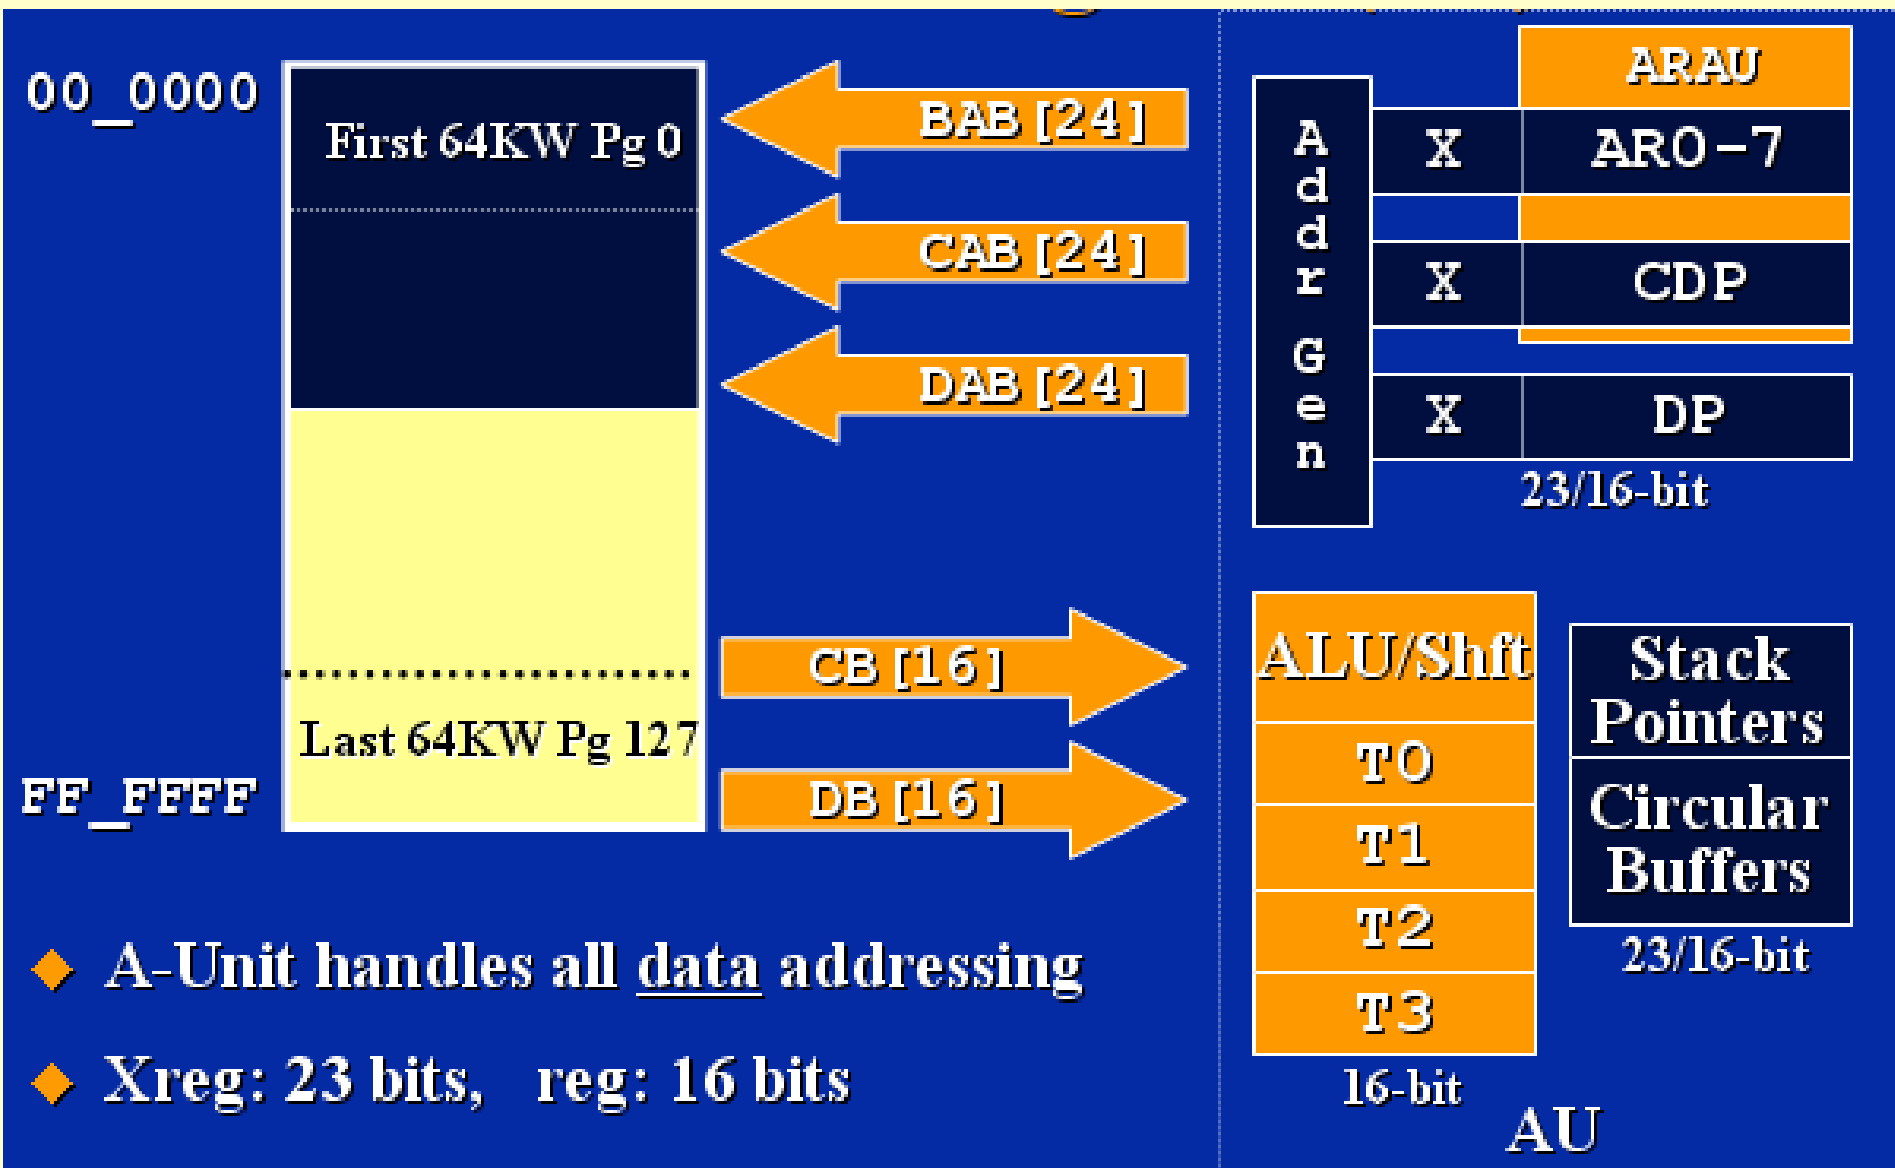 00_0000
First 64KW Pg 0
Last 64KW Pg 127
FF_FFFF
BAB[24]
CAB[24]
DAB[24]
CB[16]
DB[16]
Addr Gen
ARAU
X AR0-7
X CDP
X DP
23/16-bit
ALU/Shft
T0
T1
T2
T3
16-bit
Stack
Pointers
Circular
Buffers
23/16-bit
AU
A-Unit handles all data addressing
Xreg: 23 bits, reg: 16 bits